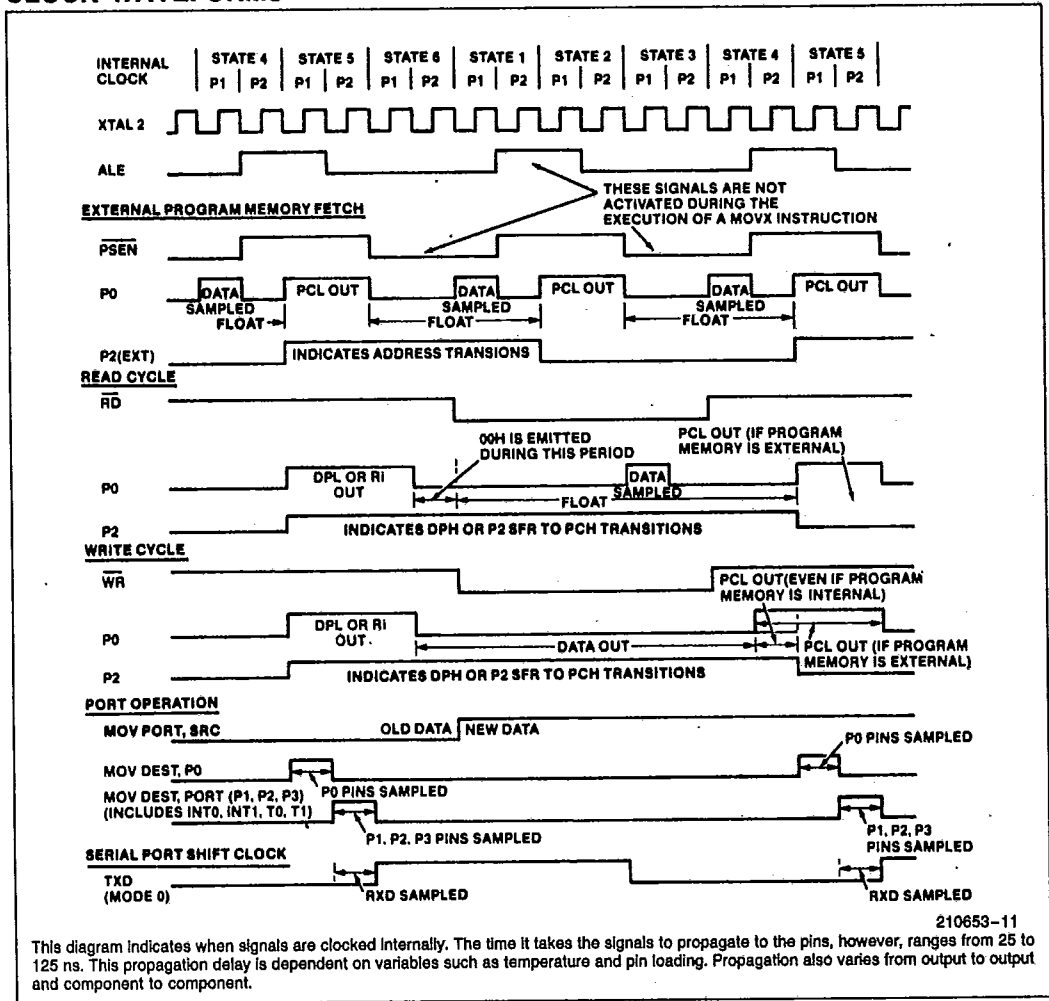 INTERNAL CLOCK
STATE 4 STATE 5 STATE 6 STATE 1 STATE 2 STATE 3 STATE 4 STATE 5
P1 P2 P1 P2 P1 P2 P1 P2 P1 P2 P1 P2 P1 P2 P1 P2
XTAL 2
ALE
THESE SIGNALS ARE NOT
ACTIVATED DURING THE
EXECUTION OF A MOVX INSTRUCTION
EXTERNAL PROGRAM MEMORY FETCH
PSEN
P0
DATA PCL OUT DATA PCL OUT DATA PCL OUT
SAMPLED SAMPLED SAMPLED
FLOAT FLOAT FLOAT
P2(EXT)
INDICATES ADDRESS TRANSIONS
READ CYCLE
RD
00H IS EMITTED
DURING THIS PERIOD
PCL OUT (IF PROGRAM
MEMORY IS EXTERNAL)
P0
DPL OR Ri
OUT
DATA
SAMPLED
FLOAT
P2
INDICATES DPH OR P2 SFR TO PCH TRANSITIONS
WRITE CYCLE
WR
PCL OUT(EVEN IF PROGRAM
MEMORY IS INTERNAL)
P0
DPL OR Ri
OUT
DATA OUT
PCL OUT (IF PROGRAM
MEMORY IS EXTERNAL)
P2
INDICATES DPH OR P2 SFR TO PCH TRANSITIONS
PORT OPERATION
MOV PORT, SRC
OLD DATA NEW DATA
P0 PINS SAMPLED
MOV DEST, P0
P0 PINS SAMPLED
MOV DEST, PORT (P1, P2, P3)
(INCLUDES INT0, INT1, T0, T1)
P1, P2, P3 PINS SAMPLED
P1, P2, P3
PINS SAMPLED
SERIAL PORT SHIFT CLOCK
TXD
(MODE 0)
RXD SAMPLED RXD SAMPLED
210653-11
This diagram indicates when signals are clocked internally. The time it takes the signals to propagate to the pins, however, ranges from 25 to
125 ns. This propagation delay is dependent on variables such as temperature and pin loading. Propagation also varies from output to output
and component to component.